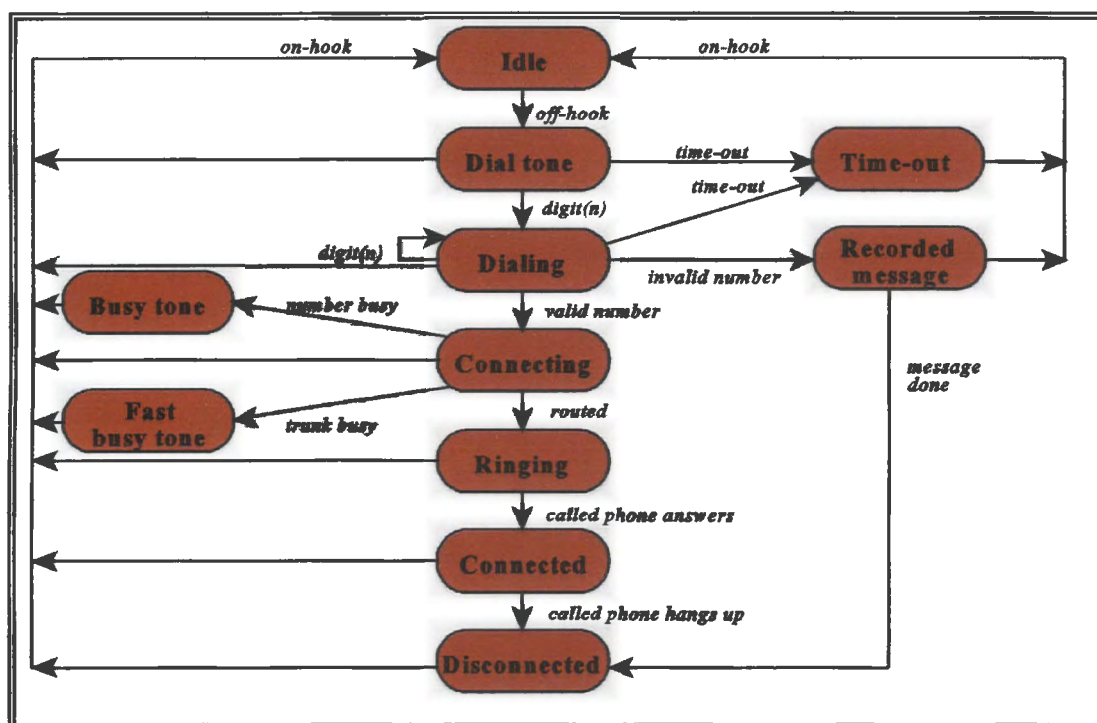 on-hook
Idle
on-hook
off-hook
Dial tone
time-out
Time-out
time-out
digit(n)
digit(n)
Dialing
invalid number
Recorded
message
Busy tone
number busy
valid number
Connecting
message
done
Fast
busy tone
trunk busy
routed
Ringing
called phone answers
Connected
called phone hangs up
Disconnected